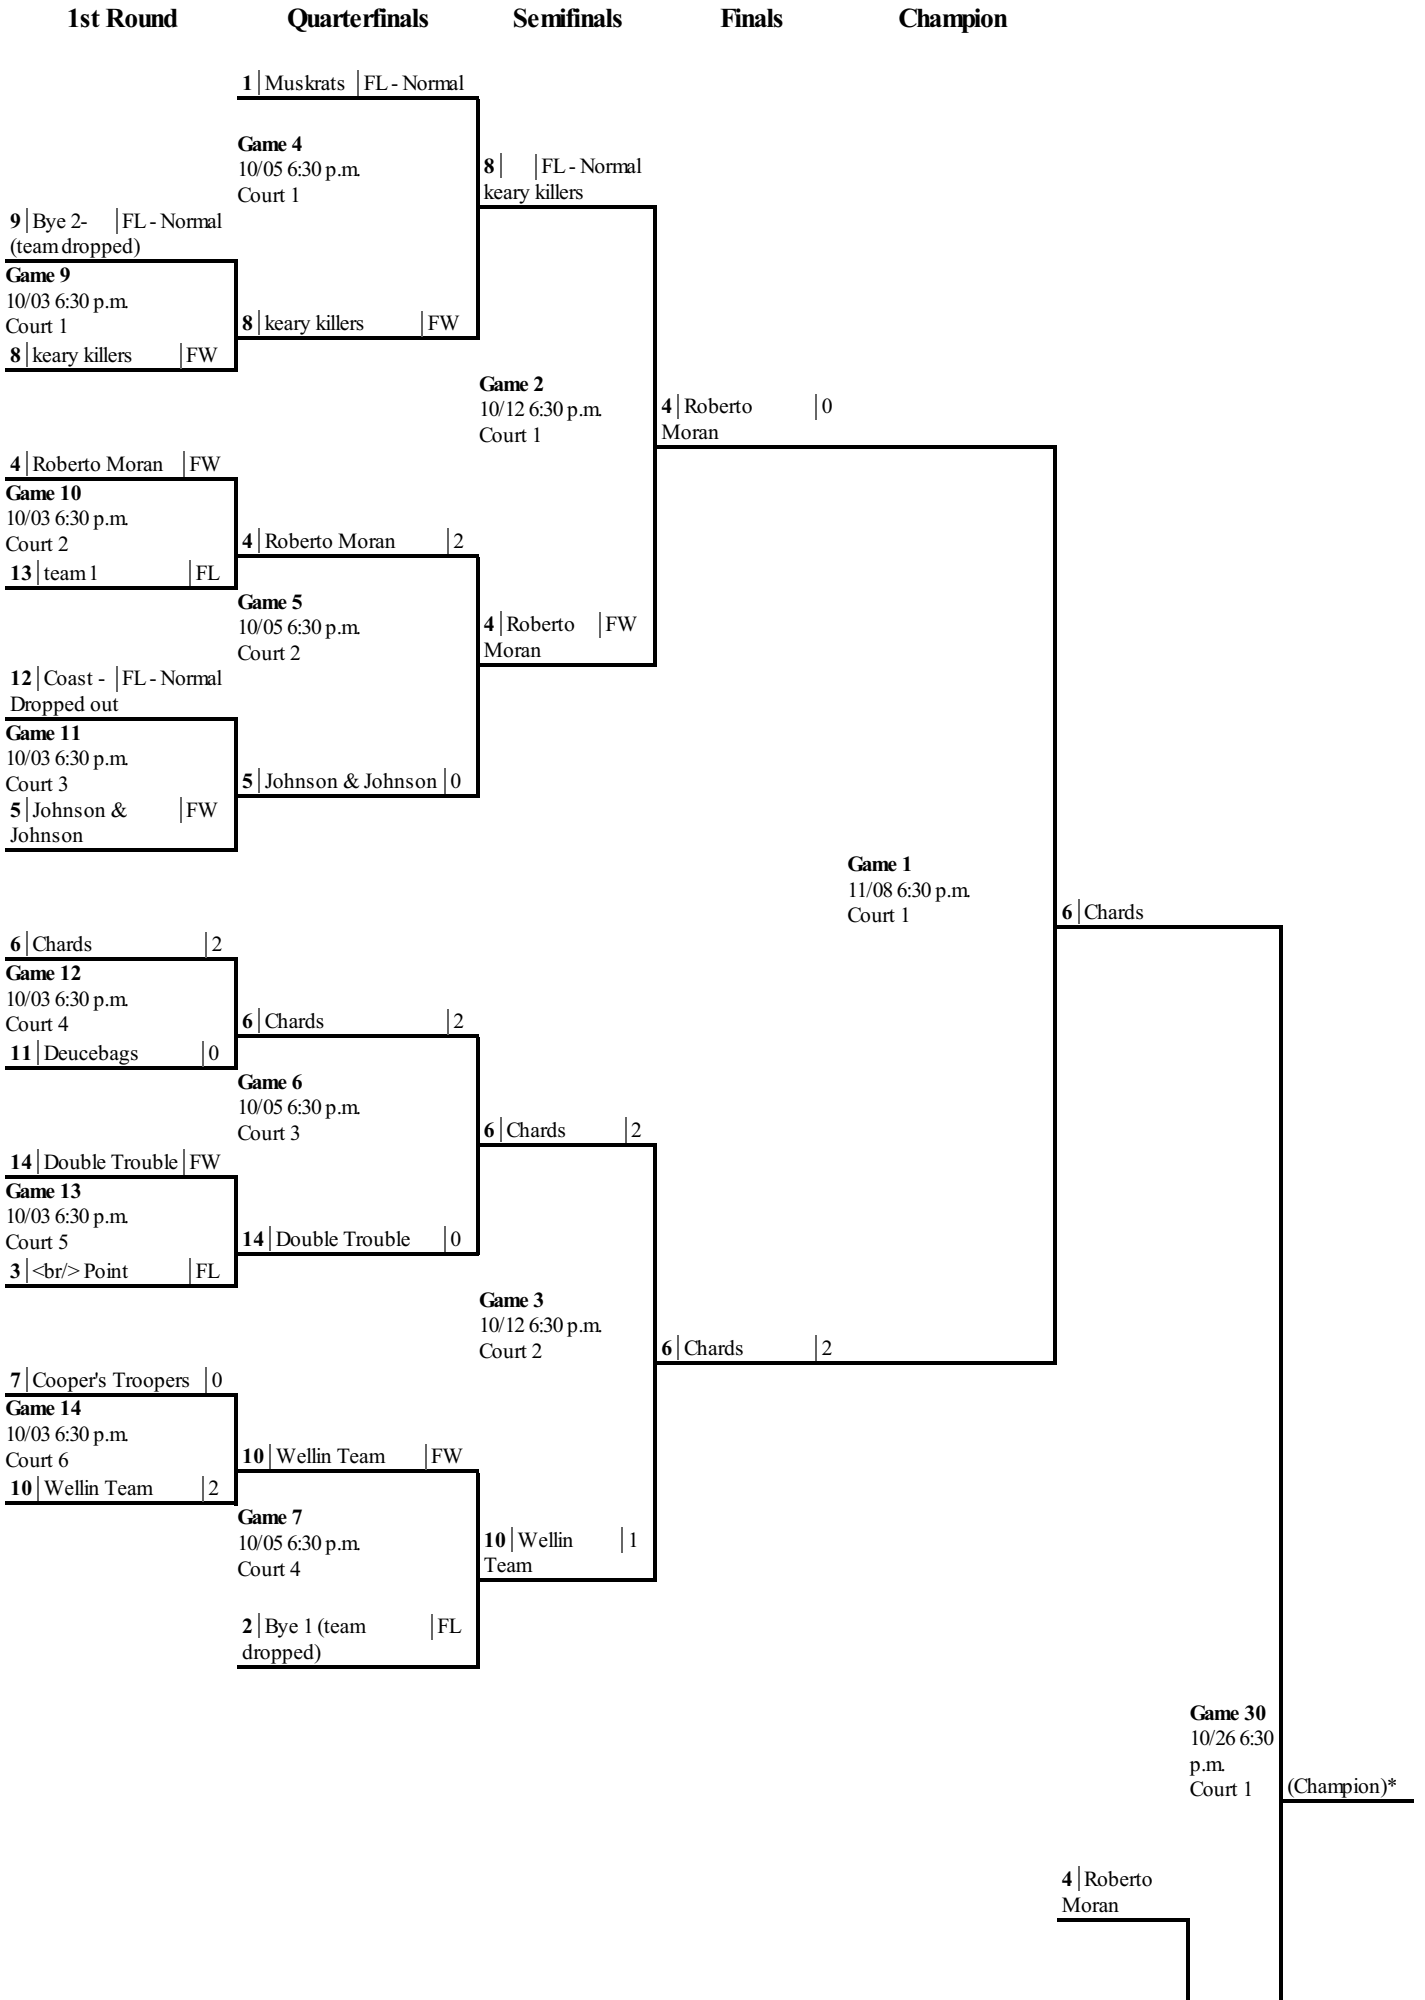 1st Round Quarterfinals Semifinals Finals Champion
1 Muskrats FL - Normal
Game 4
10/05 6:30 p.m.
Court 1
8 FL - Normal
keary killers
9 Bye 2- FL - Normal
(team dropped)
Game 9
10/03 6:30 p.m.
Court 1
8 keary killers FW
8 keary killers FW
Game 2
10/12 6:30 p.m.
Court 1
4 Roberto 0
Moran
4 Roberto Moran FW
Game 10
10/03 6:30 p.m.
Court 2
13 team 1 FL
4 Roberto Moran 2
Game 5
10/05 6:30 p.m.
Court 2
4 Roberto FW
Moran
12 Coast - FL - Normal
Dropped out
Game 11
10/03 6:30 p.m.
Court 3
5 Johnson & FW
Johnson
5 Johnson & Johnson 0
Game 1
11/08 6:30 p.m.
Court 1
6 Chards
6 Chards 2
Game 12
10/03 6:30 p.m.
Court 4
11 Deucebags 0
6 Chards 2
Game 6
10/05 6:30 p.m.
Court 3
6 Chards 2
14 Double Trouble FW
Game 13
10/03 6:30 p.m.
Court 5
3 <br/> Point FL
14 Double Trouble 0
Game 3
10/12 6:30 p.m.
Court 2
6 Chards 2
7 Cooper's Troopers 0
Game 14
10/03 6:30 p.m.
Court 6
10 Wellin Team 2
10 Wellin Team FW
Game 7
10/05 6:30 p.m.
Court 4
10 Wellin 1
Team
2 Bye 1 (team FL
dropped)
Game 30
10/26 6:30
p.m.
Court 1
(Champion)*
4 Roberto
Moran